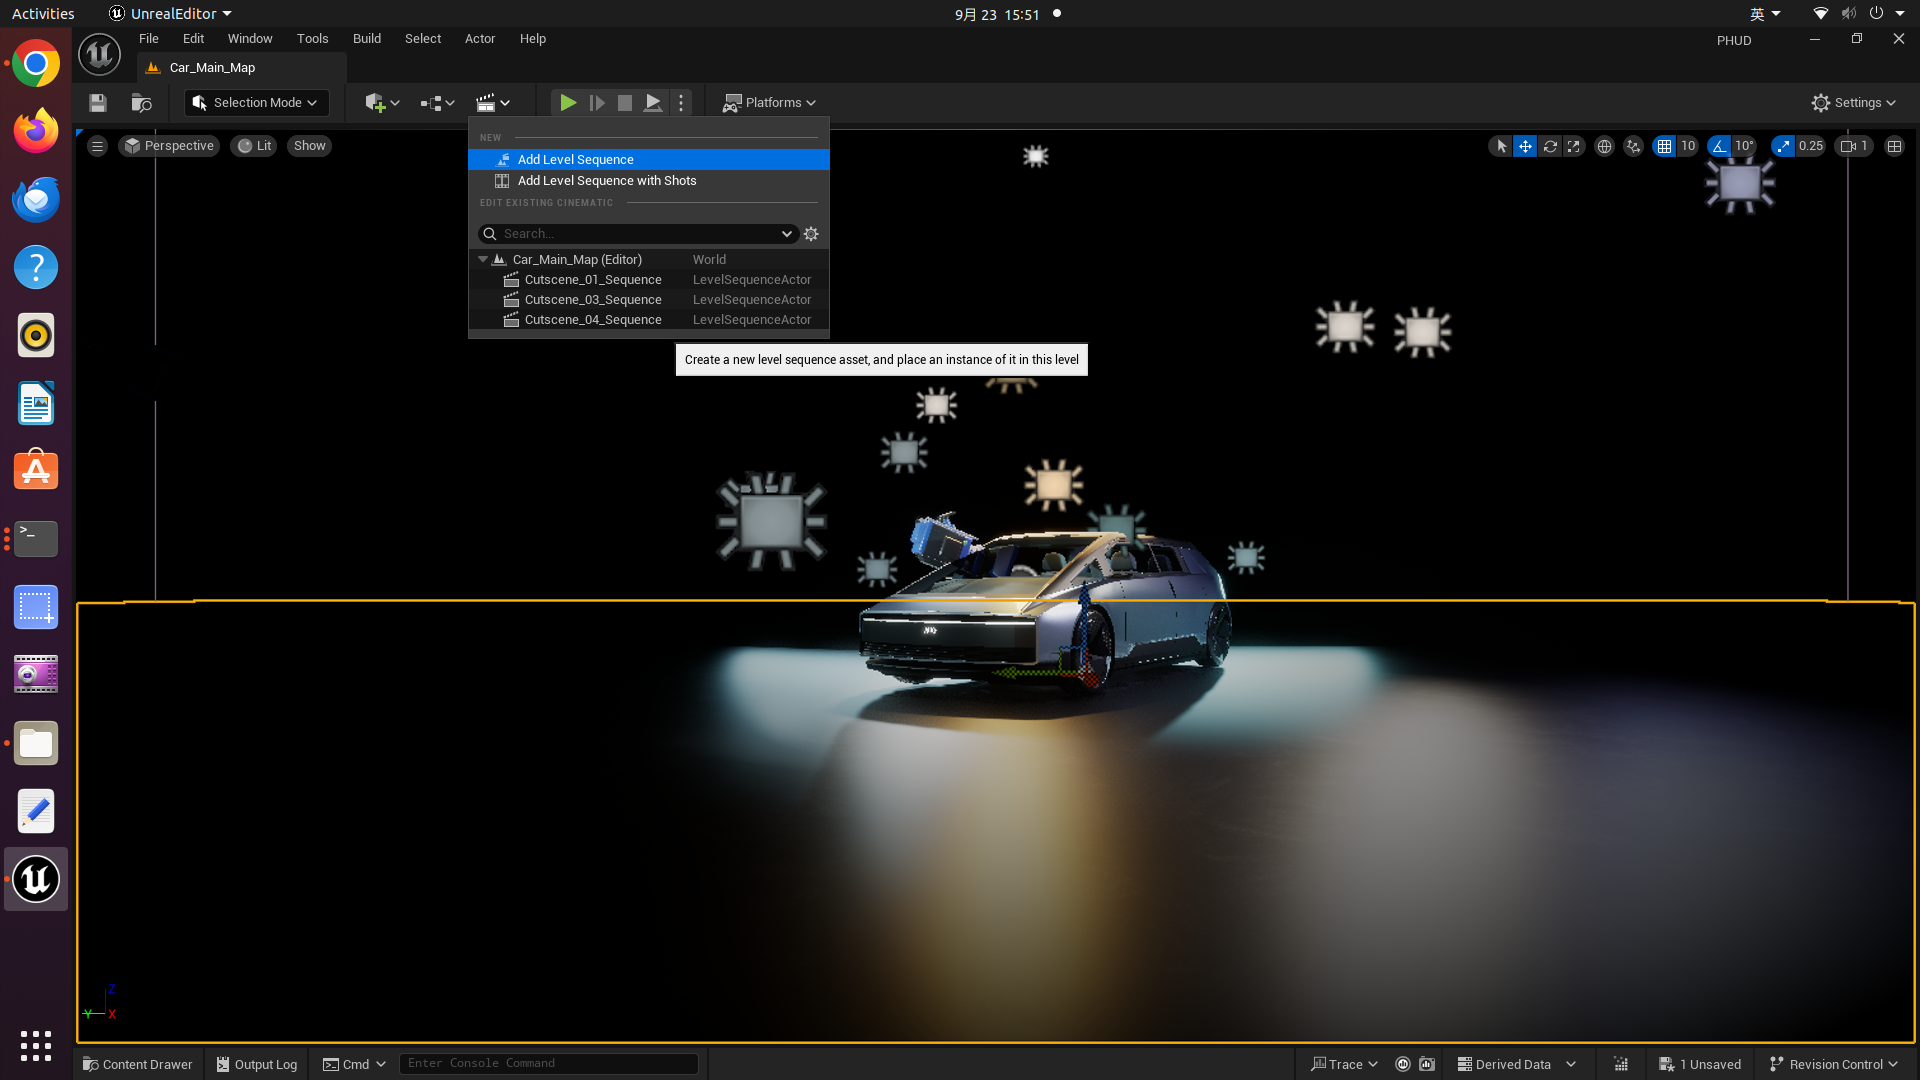 Activities
UnrealEditor
9月 23 15:51
英
File Edit Window Tools Build Select Actor Help
PHUD
Car_Main_Map
Selection Mode
Platforms
Settings
Perspective
Lit
Show
10
10°
0.25
1
NEW
Add Level Sequence
Add Level Sequence with Shots
EDIT EXISTING CINEMATIC
Search...
Car_Main_Map (Editor) World
Cutscene_01_Sequence LevelSequenceActor
Cutscene_03_Sequence LevelSequenceActor
Cutscene_04_Sequence LevelSequenceActor
Create a new level sequence asset, and place an instance of it in this level
Z
Y
X
Content Drawer
Output Log
Cmd
Enter Console Command
Trace
Derived Data
1 Unsaved
Revision Control